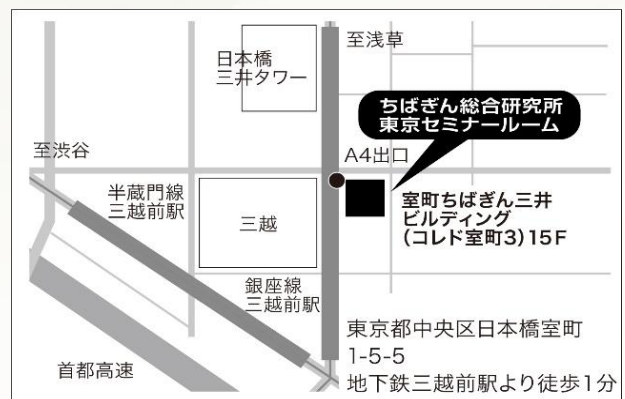 日本橋
三井タワー
至浅草
ちばぎん総合研究所
東京セミナールーム
至渋谷
A4出口
半蔵門線
三越前駅
三越
室町ちばぎん三井
ビルディング
(コレド室町3)15F
銀座線
三越前駅
首都高速
東京都中央区日本橋室町
1-5-5
地下鉄三越前駅より徒歩1分